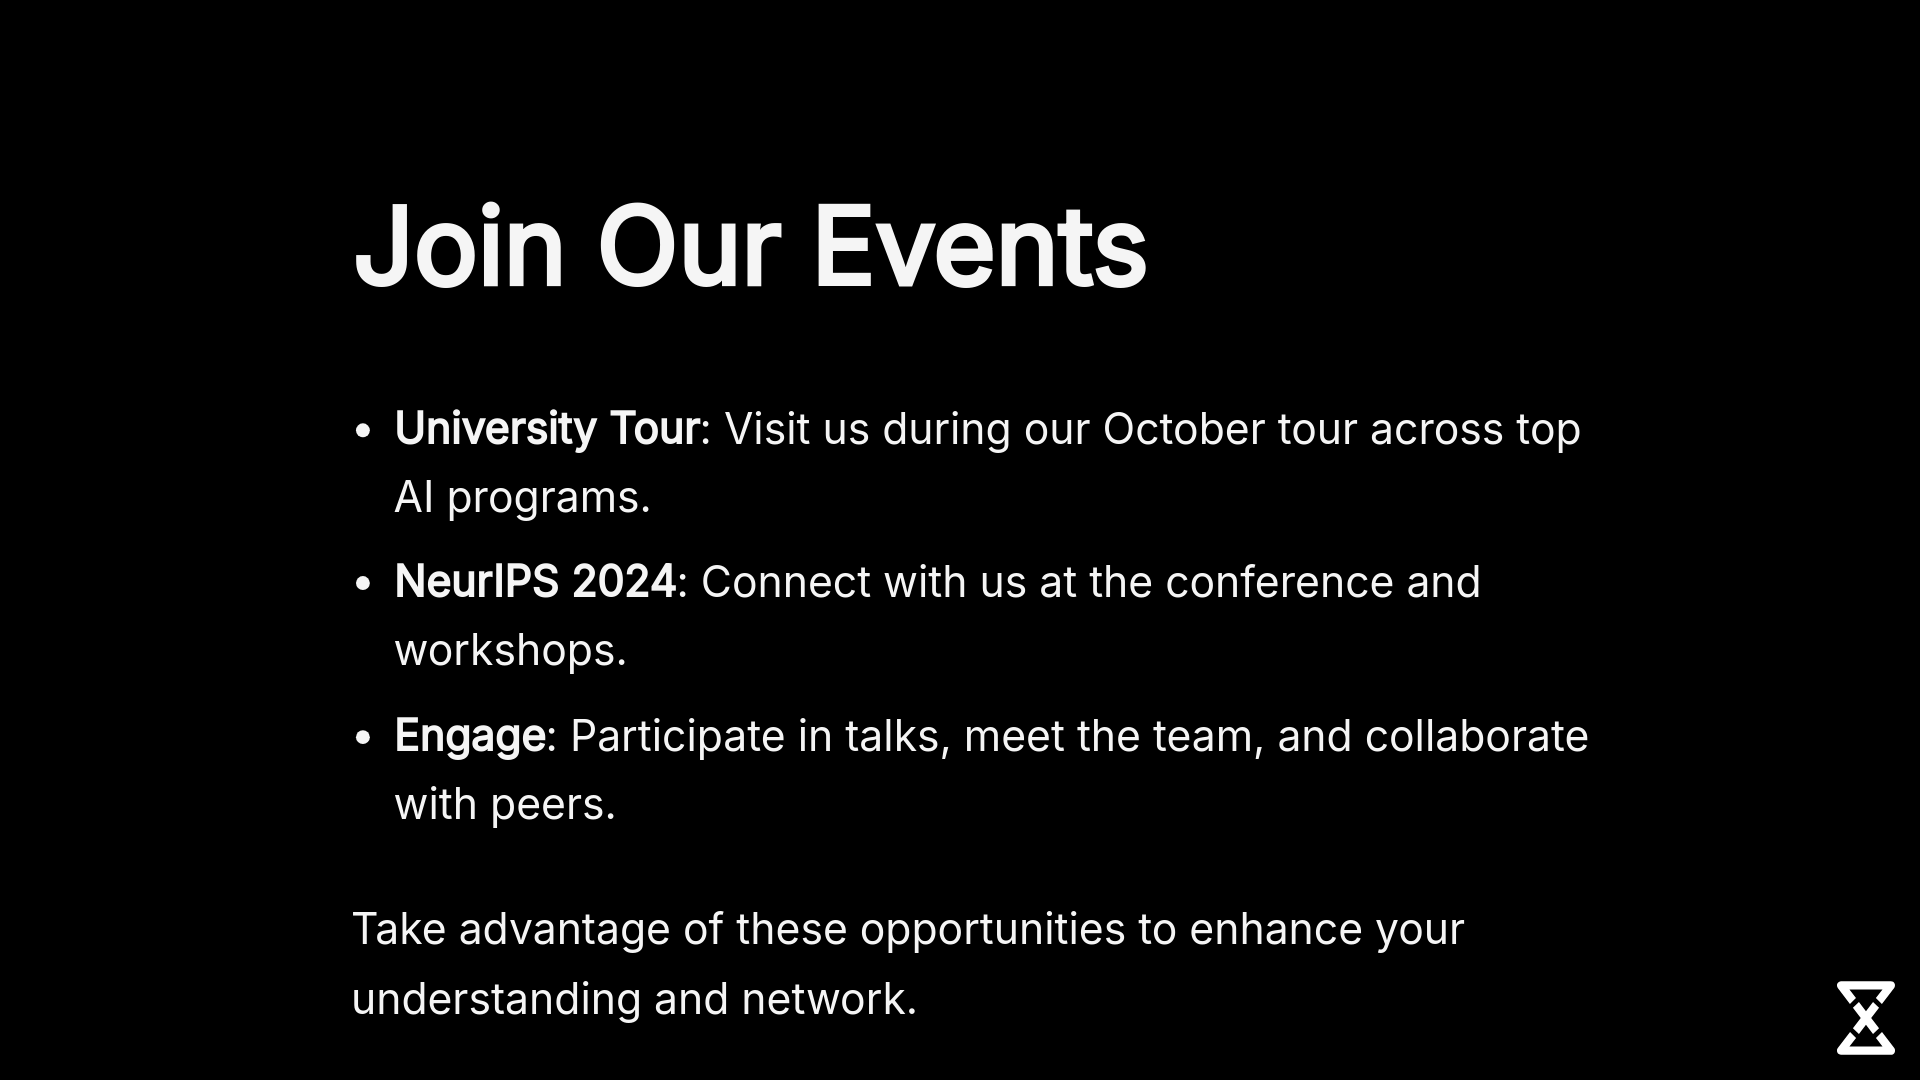 Join Our Events
• University Tour: Visit us during our October tour across top
AI programs.
• NeurIPS 2024: Connect with us at the conference and
workshops.
• Engage: Participate in talks, meet the team, and collaborate
with peers.
Take advantage of these opportunities to enhance your
understanding and network.